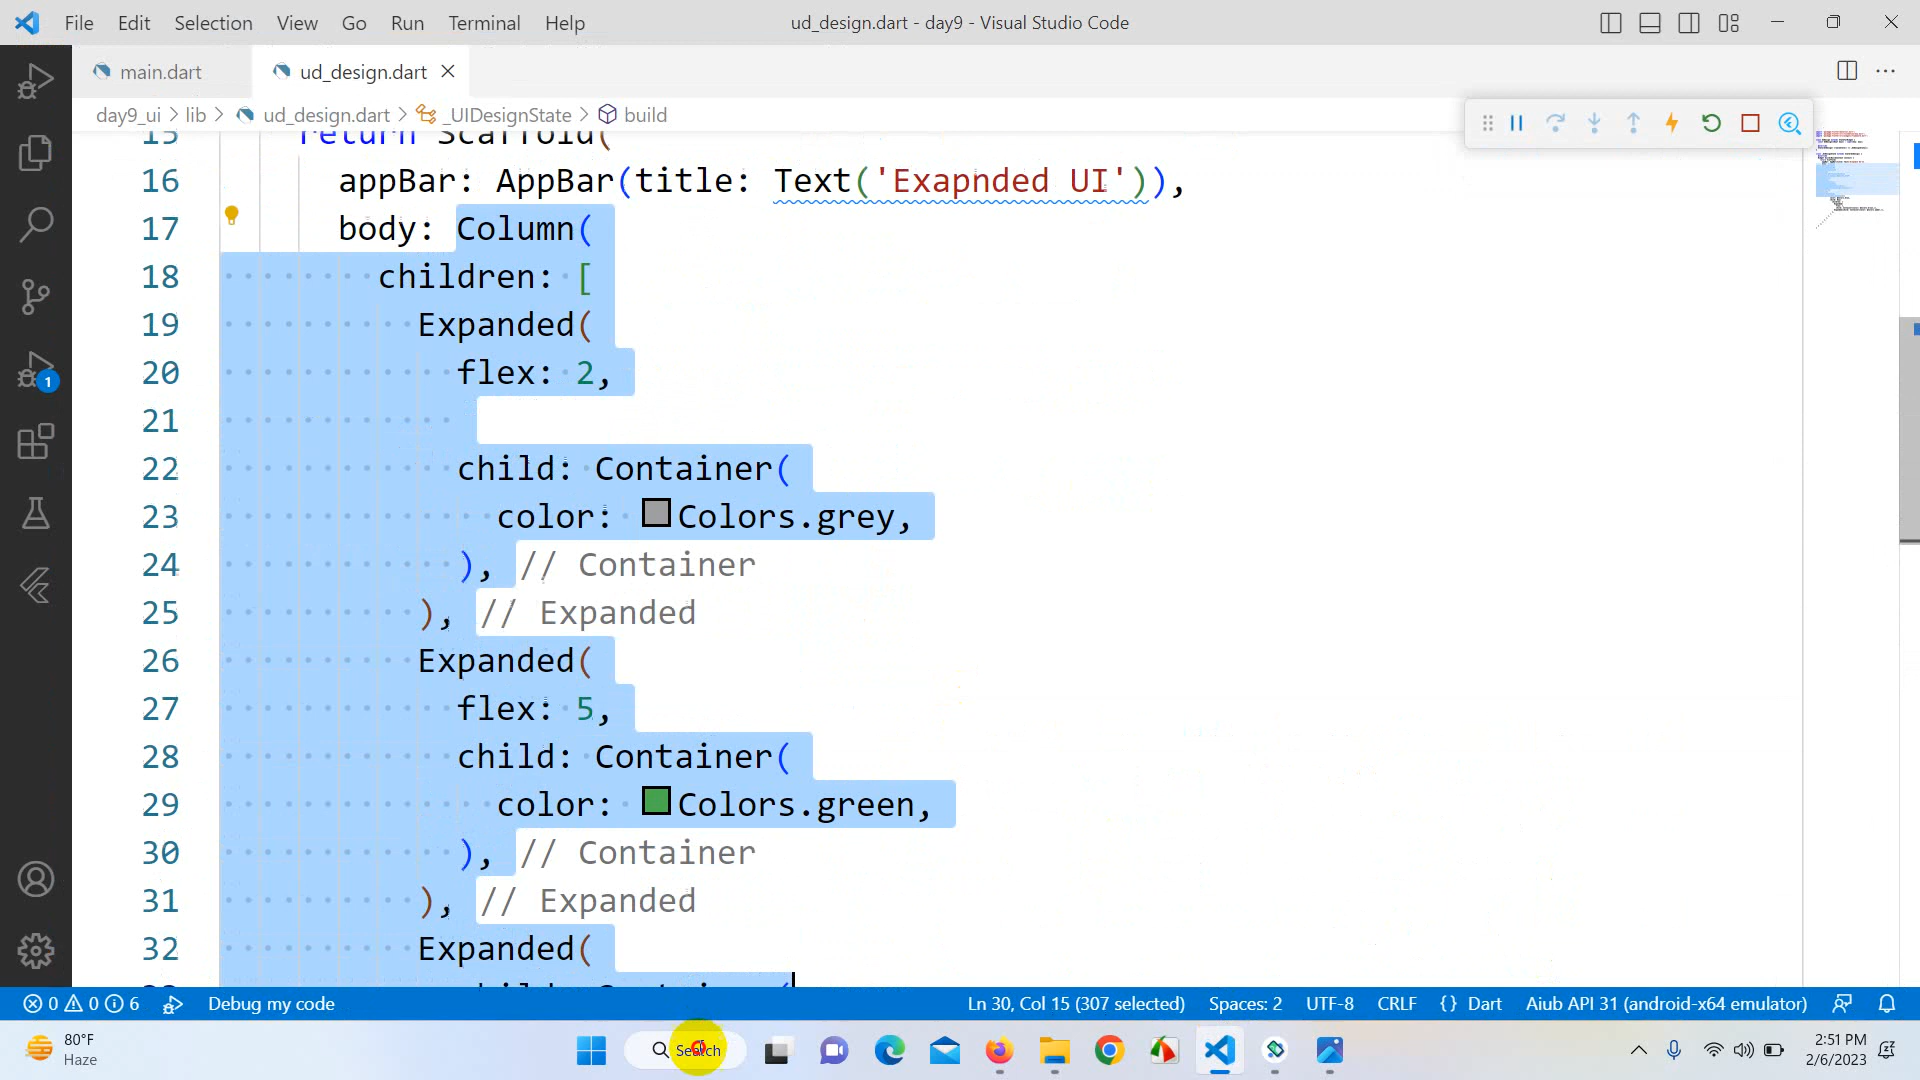 File Edit Selection View Go Run Terminal Help ud_design.dart - day9 - Visual Studio Code
main.dart ud_design.dart
day9_ui > lib > ud_design.dart > _UIDesignState > build
15 return Scaffold(
16 appBar: AppBar(title: Text('Exapnded UI')),
17 body: Column(
18 children: [
19 Expanded(
20 flex: 2,
21
22 child: Container(
23 color: Colors.grey,
24 ), // Container
25 ), // Expanded
26 Expanded(
27 flex: 5,
28 child: Container(
29 color: Colors.green,
30 ), // Container
31 ), // Expanded
32 Expanded(
33 child: Container(
1
0 0 6 Debug my code Ln 30, Col 15 (307 selected) Spaces: 2 UTF-8 CRLF {} Dart Aiub API 31 (android-x64 emulator)
80°F
Haze
Search
2:51 PM
2/6/2023